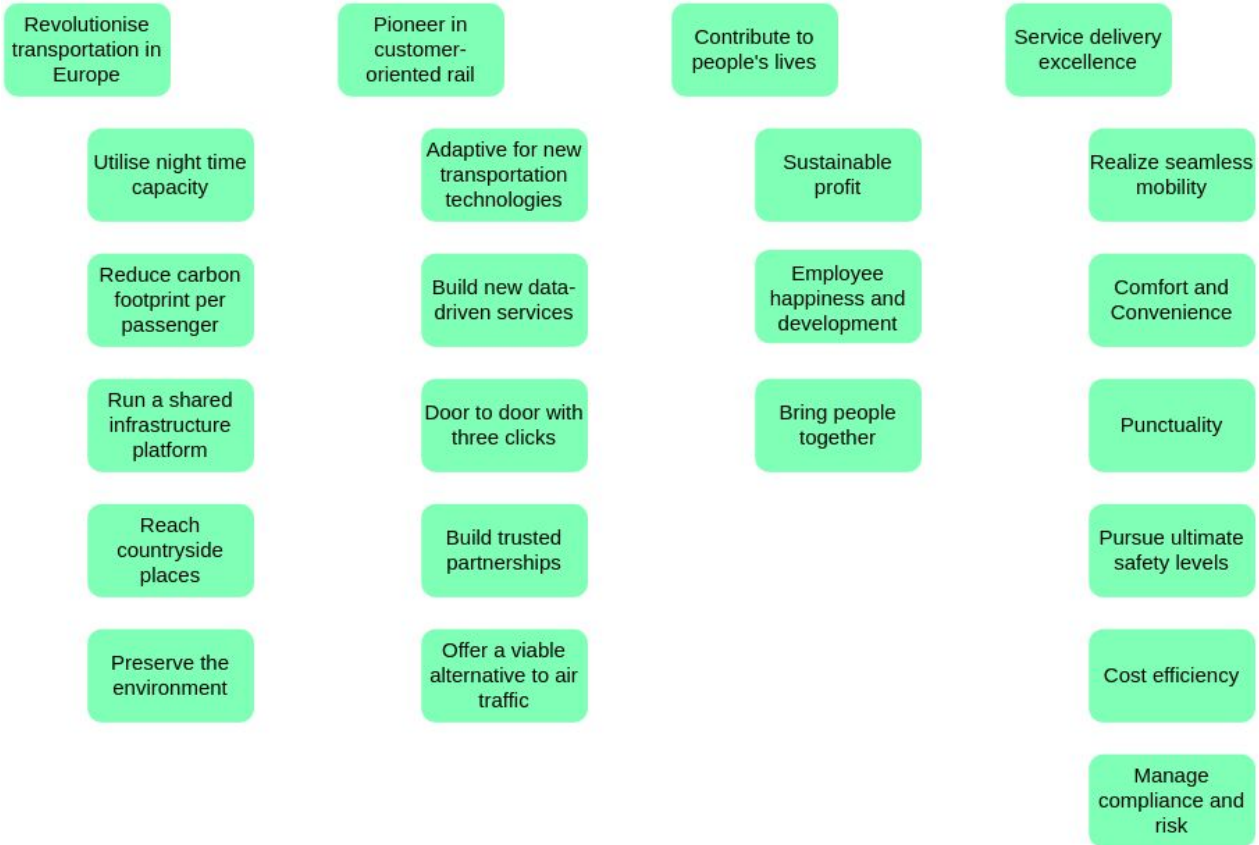 Revolutionise
transportation in
Europe
Utilise night time
capacity
Reduce carbon
footprint per
passenger
Run a shared
infrastructure
platform
Reach
countryside
places
Preserve the
environment
Pioneer in
customer-
oriented rail
Adaptive for new
transportation
technologies
Build new data-
driven services
Door to door with
three clicks
Build trusted
partnerships
Offer a viable
alternative to air
traffic
Contribute to
people's lives
Sustainable
profit
Employee
happiness and
development
Bring people
together
Service delivery
excellence
Realize seamless
mobility
Comfort and
Convenience
Punctuality
Pursue ultimate
safety levels
Cost efficiency
Manage
compliance and
risk